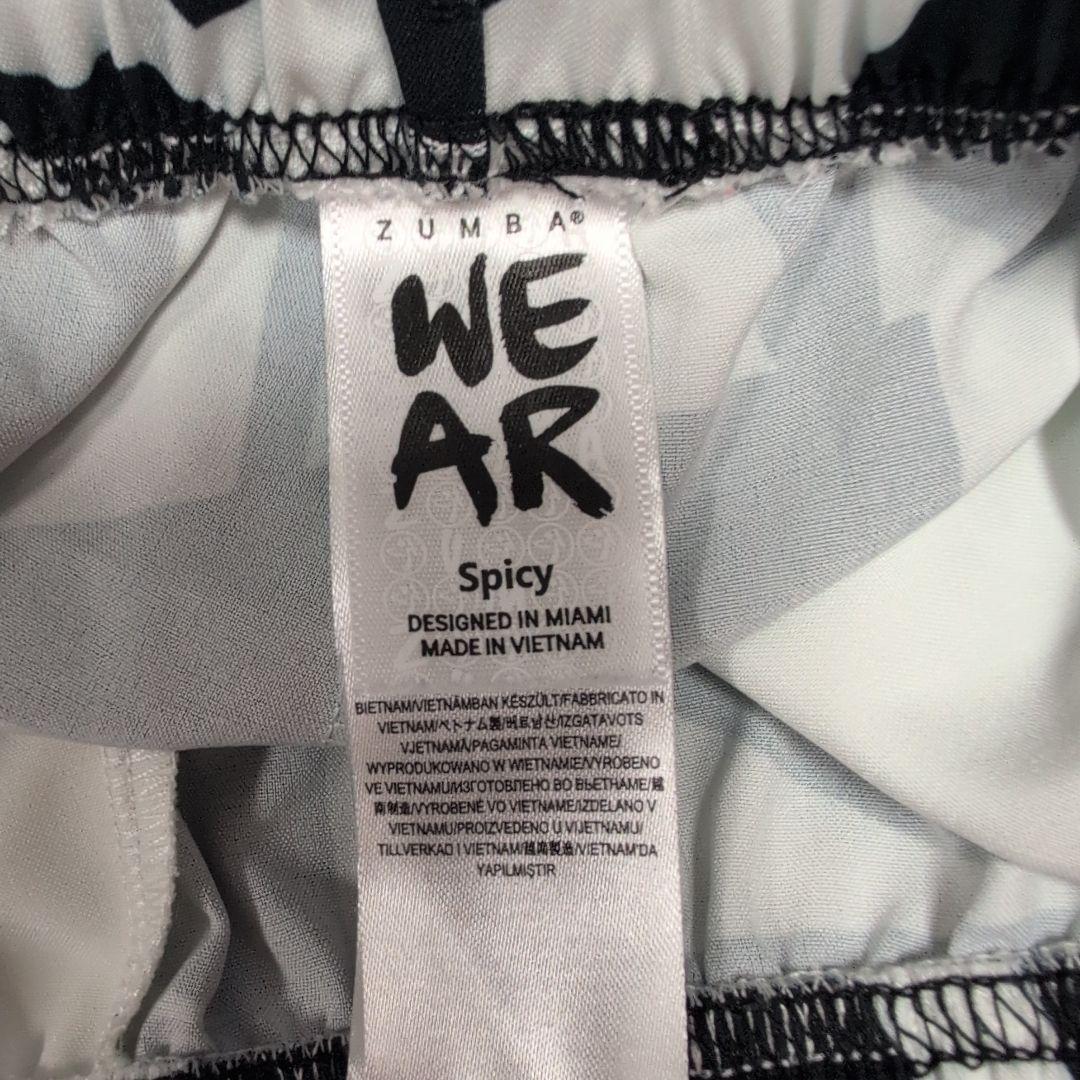 ZUMBA®
WE
AR
Spicy
DESIGNED IN MIAMI
MADE IN VIETNAM
BIETNAM/VIETNÁMBAN KÉSZÜLT/FABBRICATO IN
VIETNAM/ベトナム製/베트남산/IZGATAVOTS
VJETNAMĀ/PAGAMINTA VIETNAME/
WYPRODUKOWANO W WIETNAMIE/VYROBENO
VE VIETNAMU/ИЗГОТОВЛЕНО ВО ВЬЕТНАМЕ/越
南制造/VYROBENÉ VO VIETNAME/IZDELANO V
VIETNAMU/PROIZVEDENO U VIJETNAMU/
TILLVERKAD I VIETNAM/越南製造/VIETNAM'DA
YAPILMIŞTIR